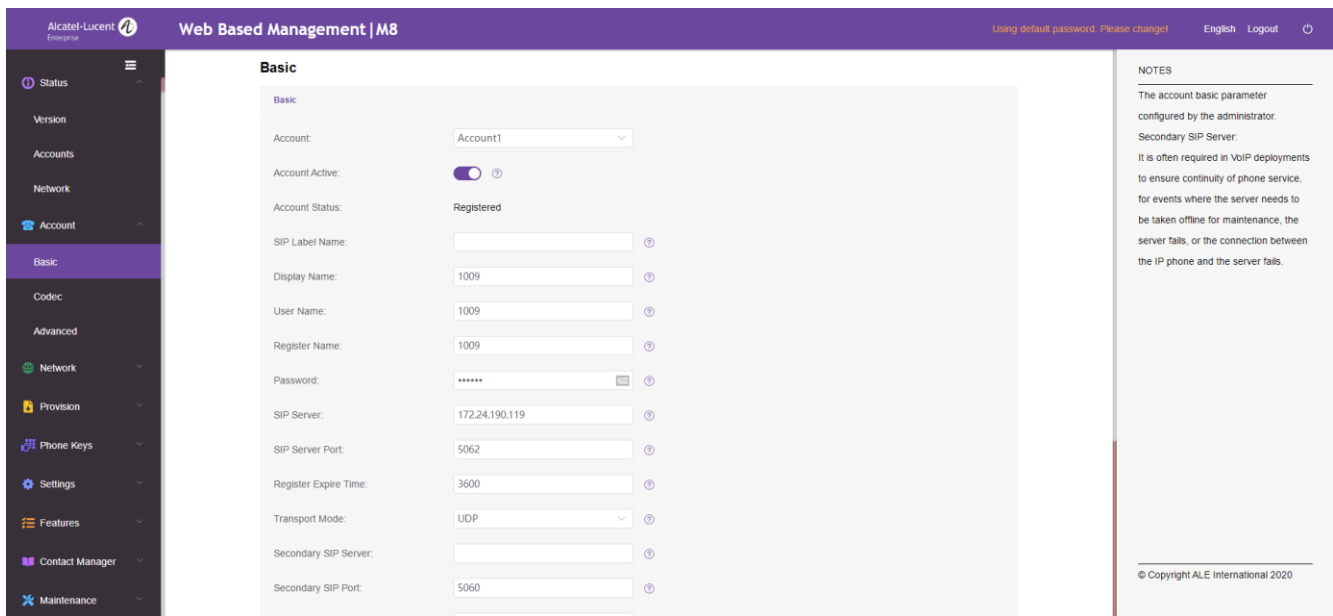 Alcatel·Lucent
Enterprise
Web Based Management | M8
Using default password. Please change!
English
Logout
Status
Version
Accounts
Network
Account
Basic
Codec
Advanced
Network
Provision
Phone Keys
Settings
Features
Contact Manager
Maintenance
Basic
Basic
Account: Account1
Account Active:
Account Status: Registered
SIP Label Name:
Display Name: 1009
User Name: 1009
Register Name: 1009
Password: ••••••
SIP Server: 172.24.190.119
SIP Server Port: 5062
Register Expire Time: 3600
Transport Mode: UDP
Secondary SIP Server:
Secondary SIP Port: 5060
NOTES
The account basic parameter
configured by the administrator.
Secondary SIP Server:
It is often required in VoIP deployments
to ensure continuity of phone service,
for events where the server needs to
be taken offline for maintenance, the
server fails, or the connection between
the IP phone and the server fails.
© Copyright ALE International 2020